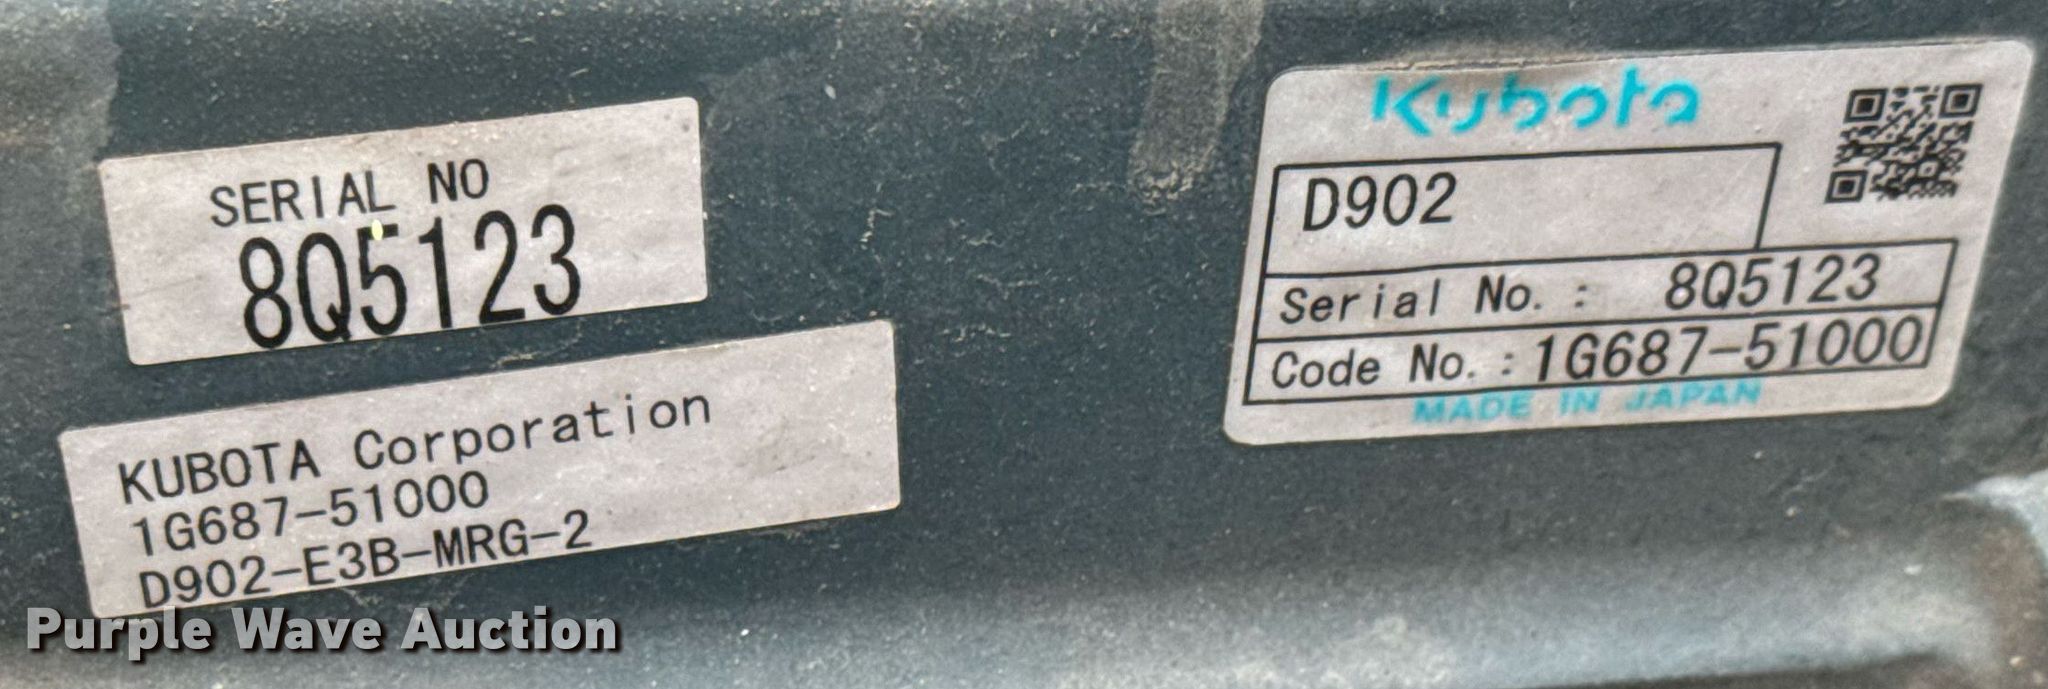 SERIAL NO
8Q5123
KUBOTA Corporation
1G687-51000
D902-E3B-MRG-2
Kubota
D902
Serial No. : 8Q5123
Code No. : 1G687-51000
MADE IN JAPAN
Purple Wave Auction